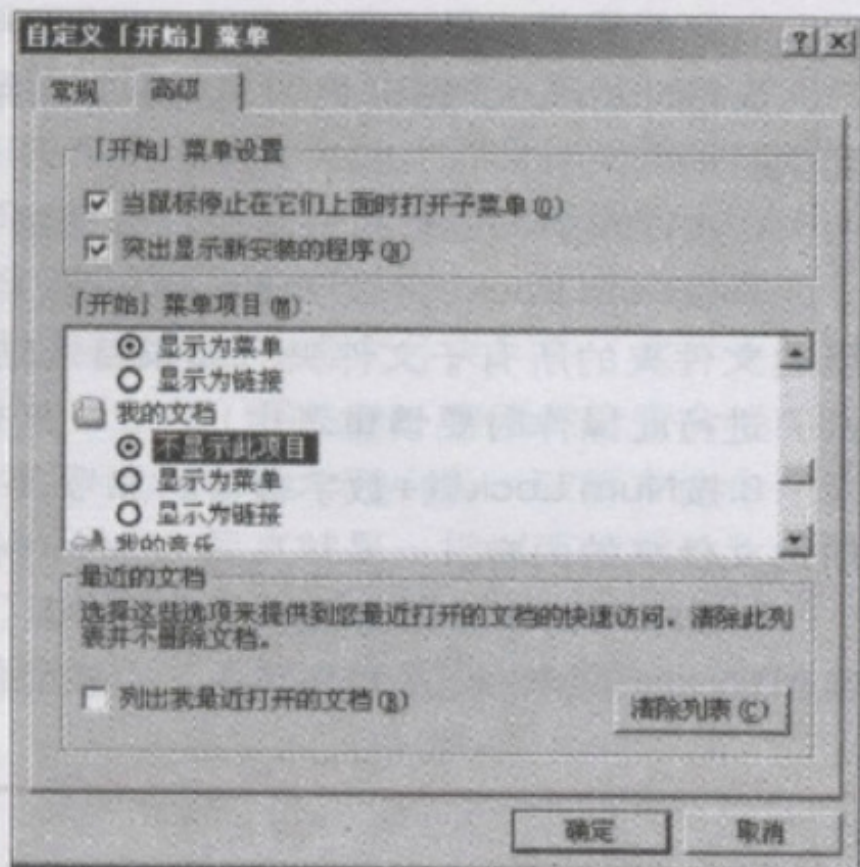 自定义「开始」菜单
常规 高级
「开始」菜单设置
当鼠标停止在它们上面时打开子菜单(O)
突出显示新安装的程序(N)
「开始」菜单项目(M):
显示为菜单
显示为链接
我的文档
不显示此项目
显示为菜单
显示为链接
我的音乐
最近的文档
选择这些选项来提供到您最近打开的文档的快速访问。清除此列
表并不删除文档。
列出我最近打开的文档(R)
清除列表(C)
确定 取消